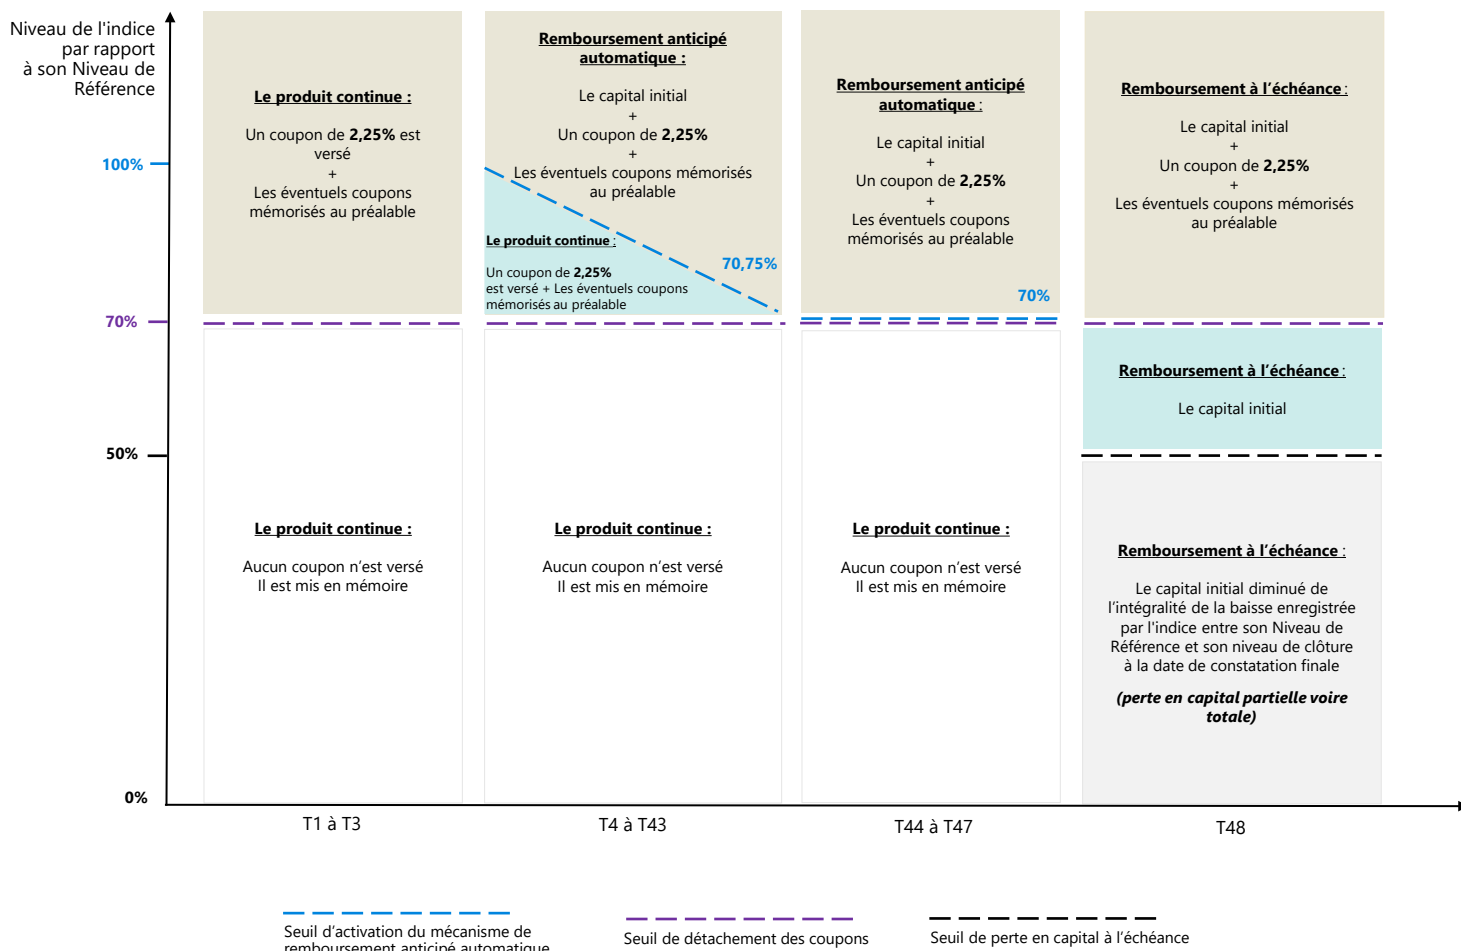 Niveau de l'indice
par rapport
à son Niveau de
Référence
100%
70%
50%
0%
Le produit continue :
Un coupon de 2,25% est
versé
+
Les éventuels coupons
mémorisés au préalable
Remboursement anticipé
automatique :
Le capital initial
+
Un coupon de 2,25%
+
Les éventuels coupons mémorisés
au préalable
Le produit continue :
Un coupon de 2,25%
est versé + Les éventuels coupons
mémorisés au préalable
70,75%
Remboursement anticipé
automatique :
Le capital initial
+
Un coupon de 2,25%
+
Les éventuels coupons
mémorisés au préalable
70%
Remboursement à l’échéance :
Le capital initial
+
Un coupon de 2,25%
+
Les éventuels coupons mémorisés
au préalable
Remboursement à l’échéance :
Le capital initial
Le produit continue :
Aucun coupon n’est versé
Il est mis en mémoire
Le produit continue :
Aucun coupon n’est versé
Il est mis en mémoire
Le produit continue :
Aucun coupon n’est versé
Il est mis en mémoire
Remboursement à l’échéance :
Le capital initial diminué de
l’intégralité de la baisse enregistrée
par l'indice entre son Niveau de
Référence et son niveau de clôture
à la date de constatation finale
(perte en capital partielle voire
totale)
T1 à T3
T4 à T43
T44 à T47
T48
Seuil d’activation du mécanisme de
remboursement anticipé automatique
Seuil de détachement des coupons
Seuil de perte en capital à l’échéance